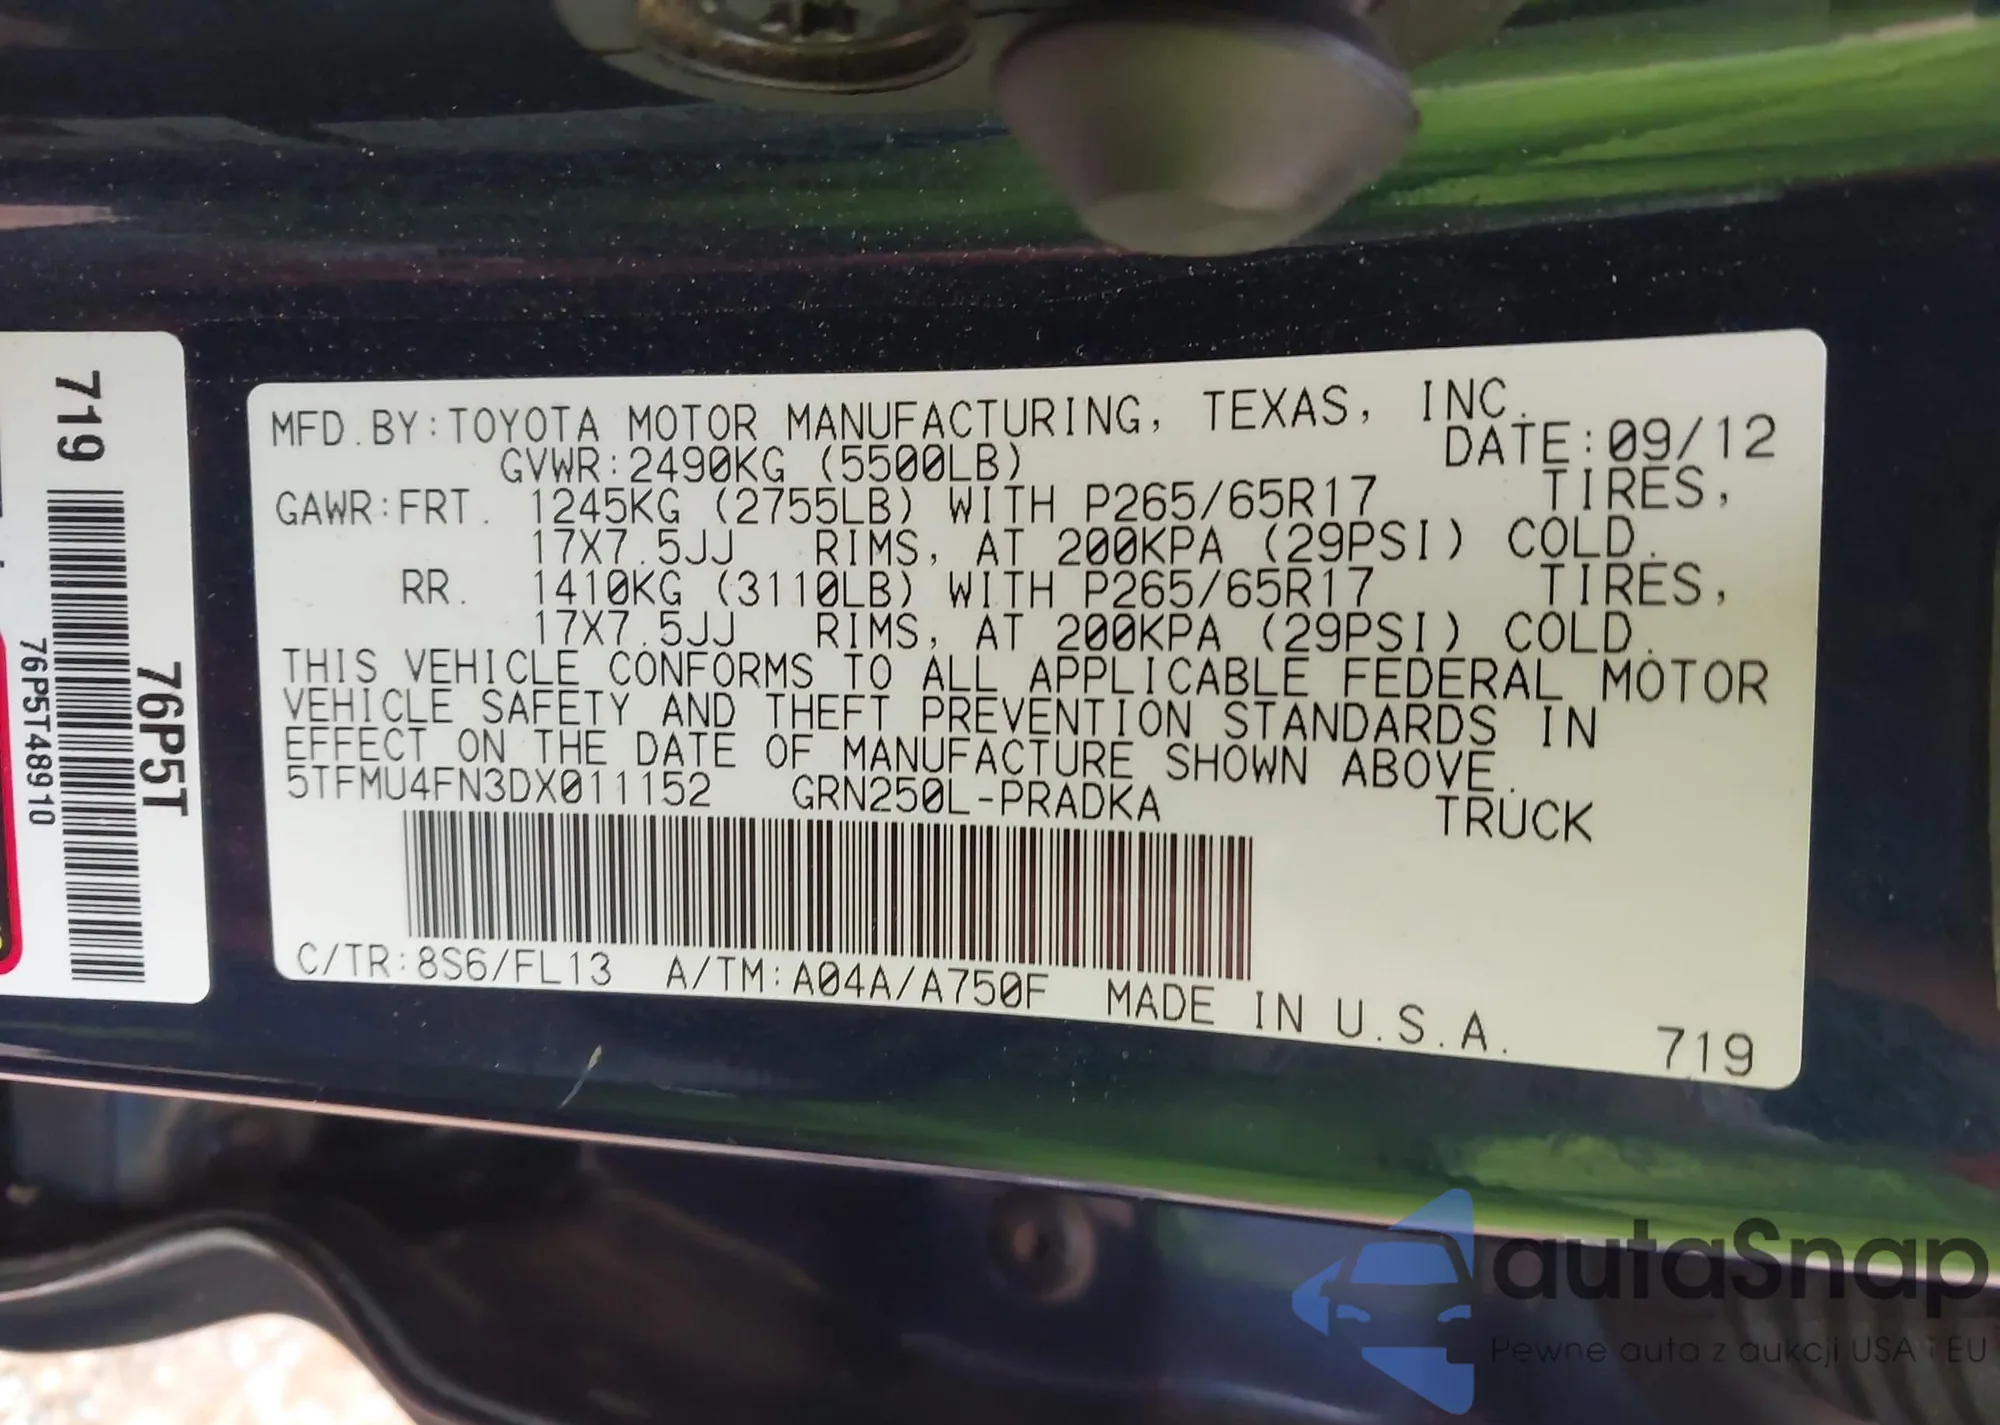 MFD.BY:TOYOTA MOTOR MANUFACTURING, TEXAS, INC.
DATE:09/12
GVWR:2490KG (5500LB)
GAWR:FRT. 1245KG (2755LB) WITH P265/65R17 TIRES,
17X7.5JJ RIMS, AT 200KPA (29PSI) COLD.
RR. 1410KG (3110LB) WITH P265/65R17 TIRES,
17X7.5JJ RIMS, AT 200KPA (29PSI) COLD.
THIS VEHICLE CONFORMS TO ALL APPLICABLE FEDERAL MOTOR
VEHICLE SAFETY AND THEFT PREVENTION STANDARDS IN
EFFECT ON THE DATE OF MANUFACTURE SHOWN ABOVE.
5TFMU4FN3DX011152 GRN250L-PRADKA TRUCK
C/TR:8S6/FL13 A/TM:A04A/A750F MADE IN U.S.A.
719
719
76P5T
76P5T48910
autaSnap
Pewne auta z aukcji USA i EU